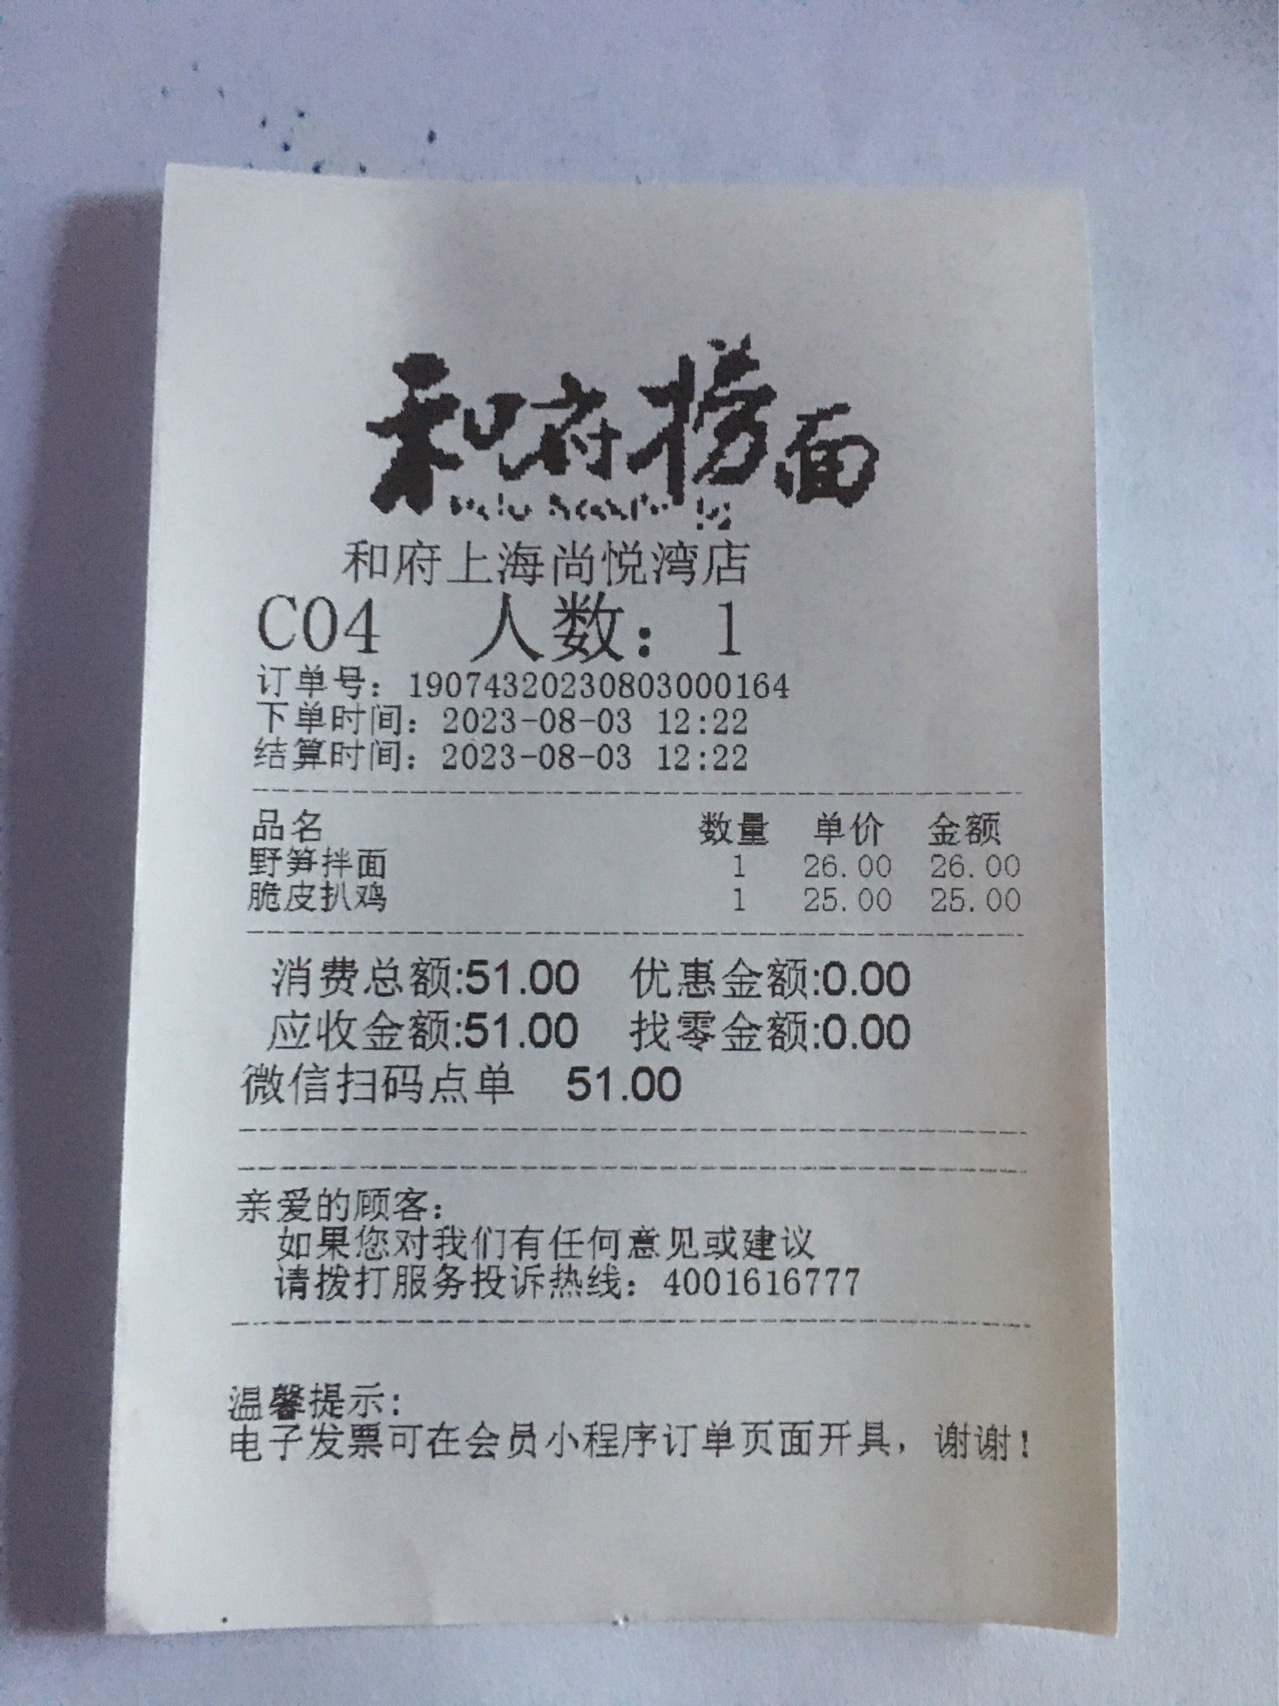 和府捞面
和府上海尚悦湾店
C04 人数：1
订单号：19074320230803000164
下单时间：2023-08-03 12:22
结算时间：2023-08-03 12:22
品名 数量 单价 金额
野笋拌面 1 26.00 26.00
脆皮扒鸡 1 25.00 25.00
消费总额:51.00 优惠金额:0.00
应收金额:51.00 找零金额:0.00
微信扫码点单 51.00
亲爱的顾客：
如果您对我们有任何意见或建议
请拨打服务投诉热线：4001616777
温馨提示:
电子发票可在会员小程序订单页面开具，谢谢！